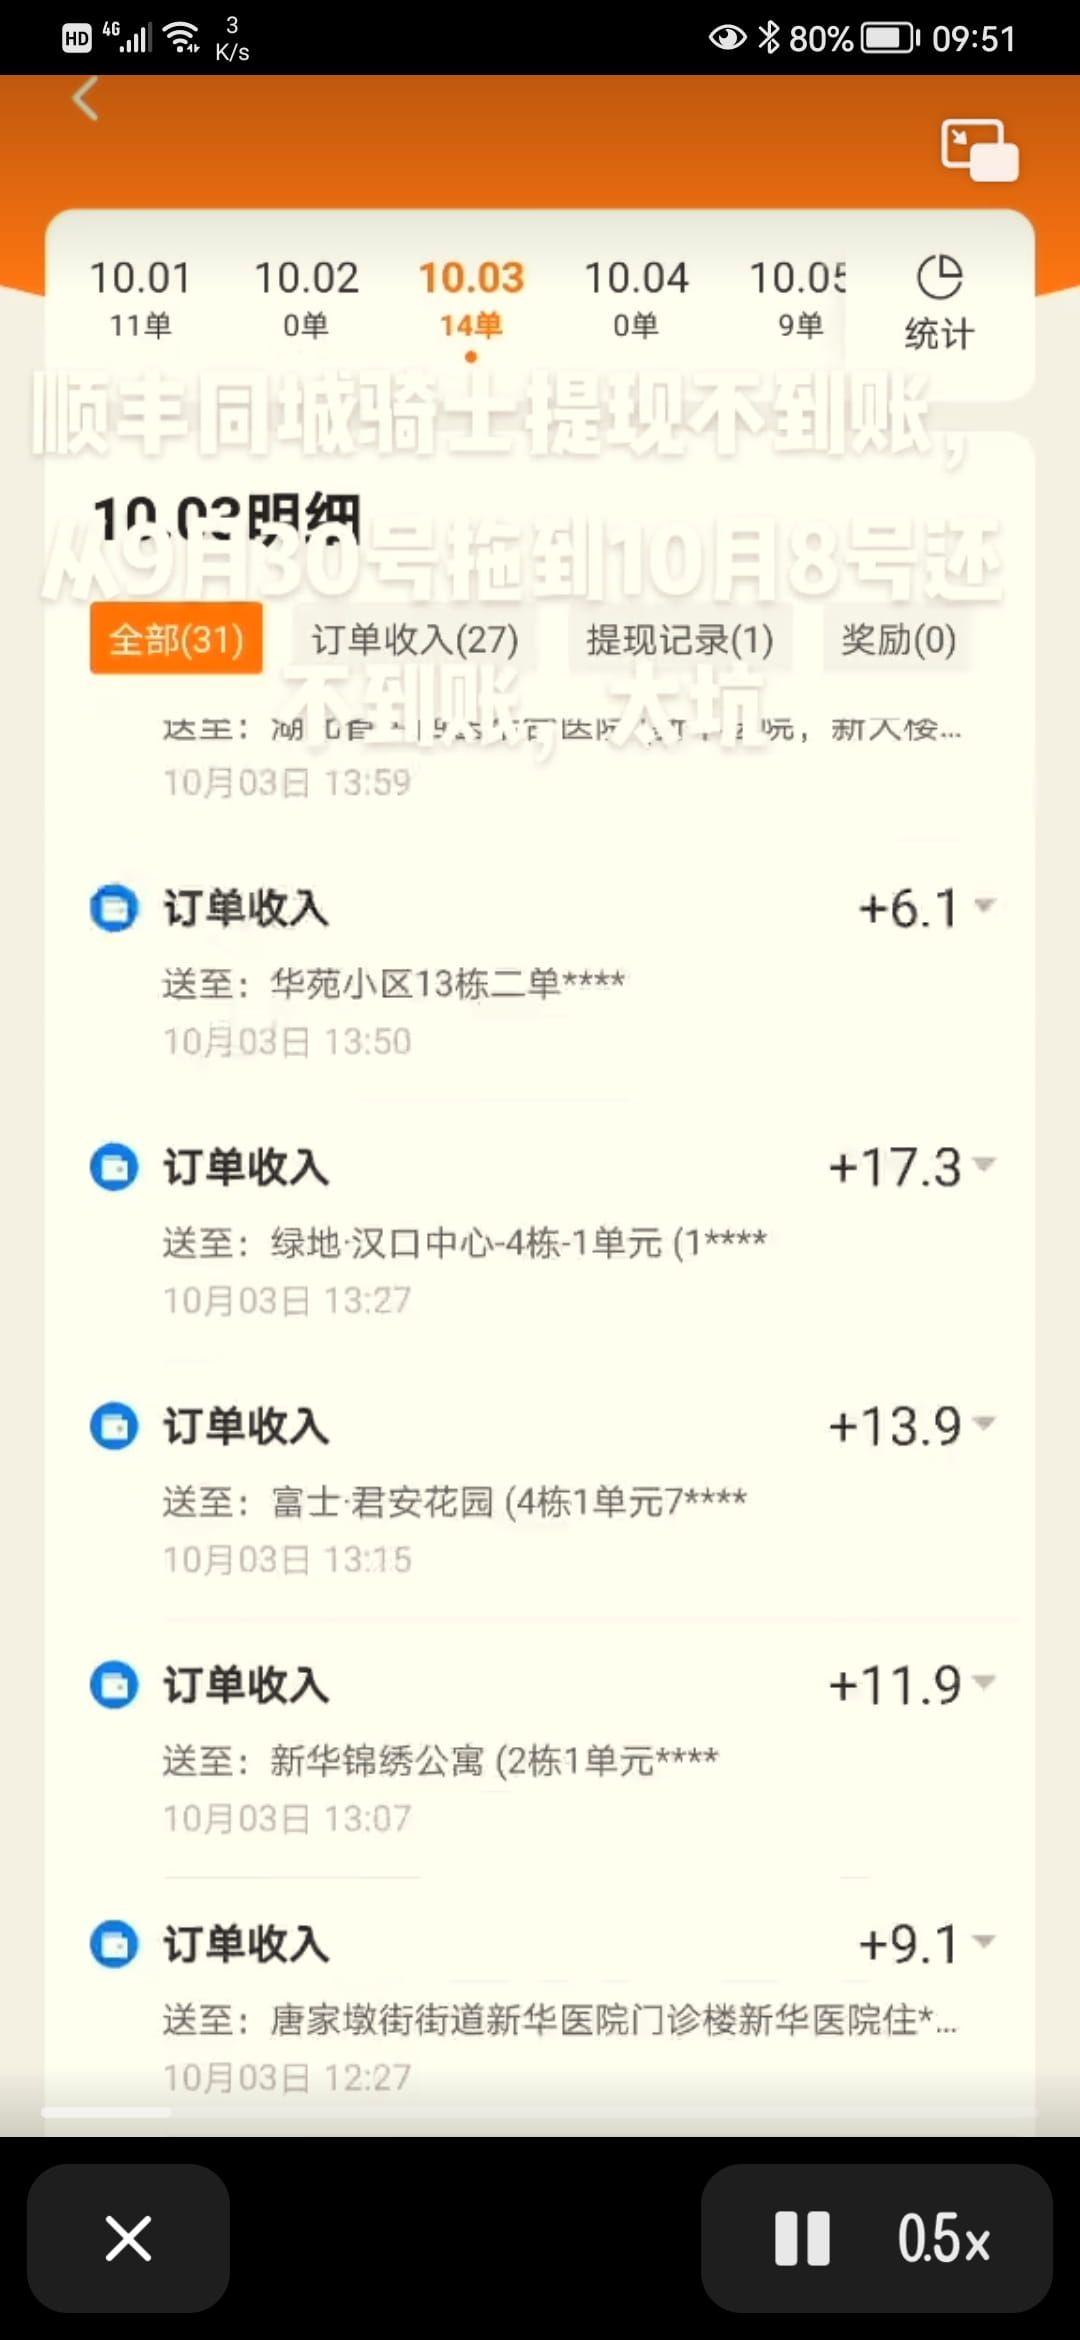 HD 4G 3 K/s 80% 09:51
10.01 10.02 10.03 10.04 10.05 统计
11单 0单 14单 0单 9单
顺丰同城骑士提现不到账，
10.03明细
从9月30号拖到10月8号还
全部(31) 订单收入(27) 提现记录(1) 奖励(0)
不到账，太坑
送至：湖北省
10月03日 13:59
订单收入 +6.1
送至：华苑小区13栋二单****
10月03日 13:50
订单收入 +17.3
送至：绿地·汉口中心-4栋-1单元 (1****
10月03日 13:27
订单收入 +13.9
送至：富士·君安花园 (4栋1单元7****
10月03日 13:15
订单收入 +11.9
送至：新华锦绣公寓 (2栋1单元****
10月03日 13:07
订单收入 +9.1
送至：唐家墩街街道新华医院门诊楼新华医院住*...
10月03日 12:27
0.5x